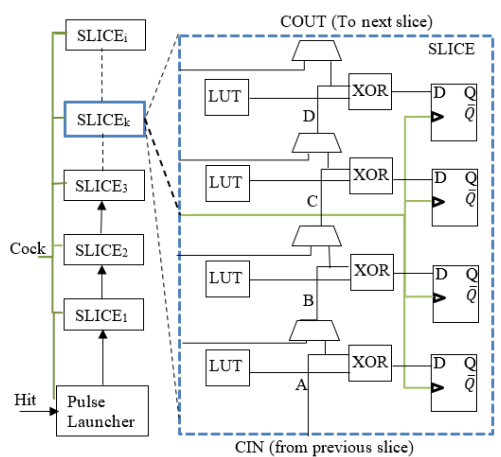 COUT (To next slice)
SLICEi
SLICE
LUT
XOR
D Q
Q̅
SLICEk
D
LUT
XOR
D Q
Q̅
SLICE3
C
Cock
SLICE2
LUT
XOR
D Q
Q̅
B
SLICE1
LUT
XOR
D Q
Q̅
A
Hit
Pulse
Launcher
CIN (from previous slice)